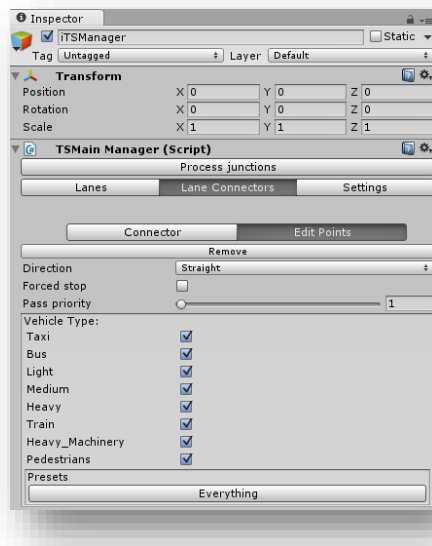 Inspector
iTSManager Static
Tag Untagged Layer Default
Transform
Position X 0 Y 0 Z 0
Rotation X 0 Y 0 Z 0
Scale X 1 Y 1 Z 1
TSMain Manager (Script)
Process junctions
Lanes Lane Connectors Settings
Connector Edit Points
Remove
Direction Straight
Forced stop
Pass priority 1
Vehicle Type:
Taxi
Bus
Light
Medium
Heavy
Train
Heavy_Machinery
Pedestrians
Presets
Everything